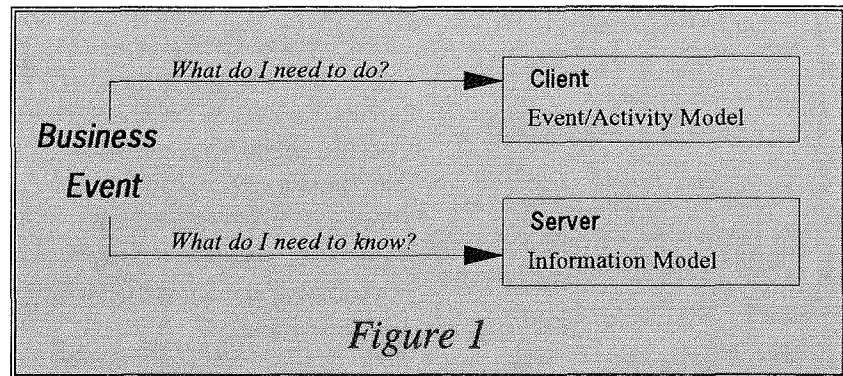 What do I need to do?
Client
Event/Activity Model
Business
Event
What do I need to know?
Server
Information Model
Figure 1